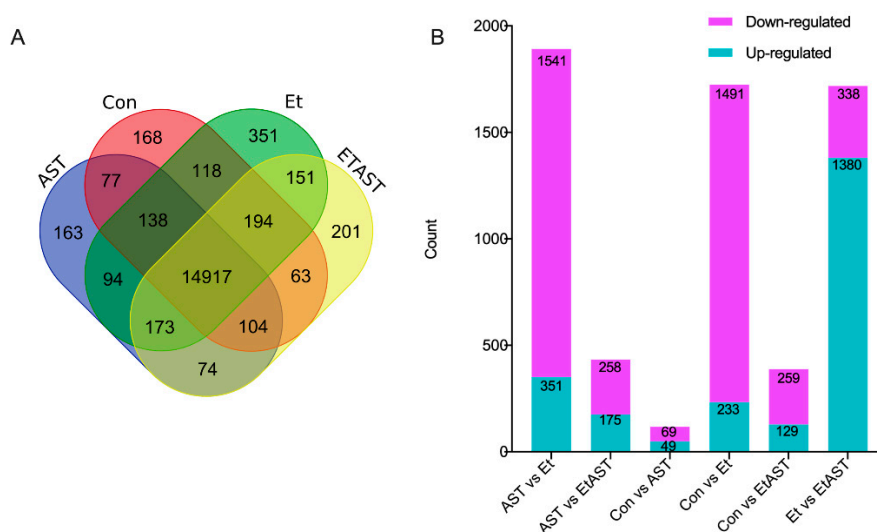 A
Con
Et
AST
ETAST
168
351
77
118
151
163
138
194
201
94
14917
63
173
104
74
B
Down-regulated
Up-regulated
Count
2000
1500
1000
500
0
1541
351
258
175
69
49
1491
233
259
129
338
1380
AST vs Et
AST vs EtAST
Con vs AST
Con vs Et
Con vs EtAST
Et vs EtAST